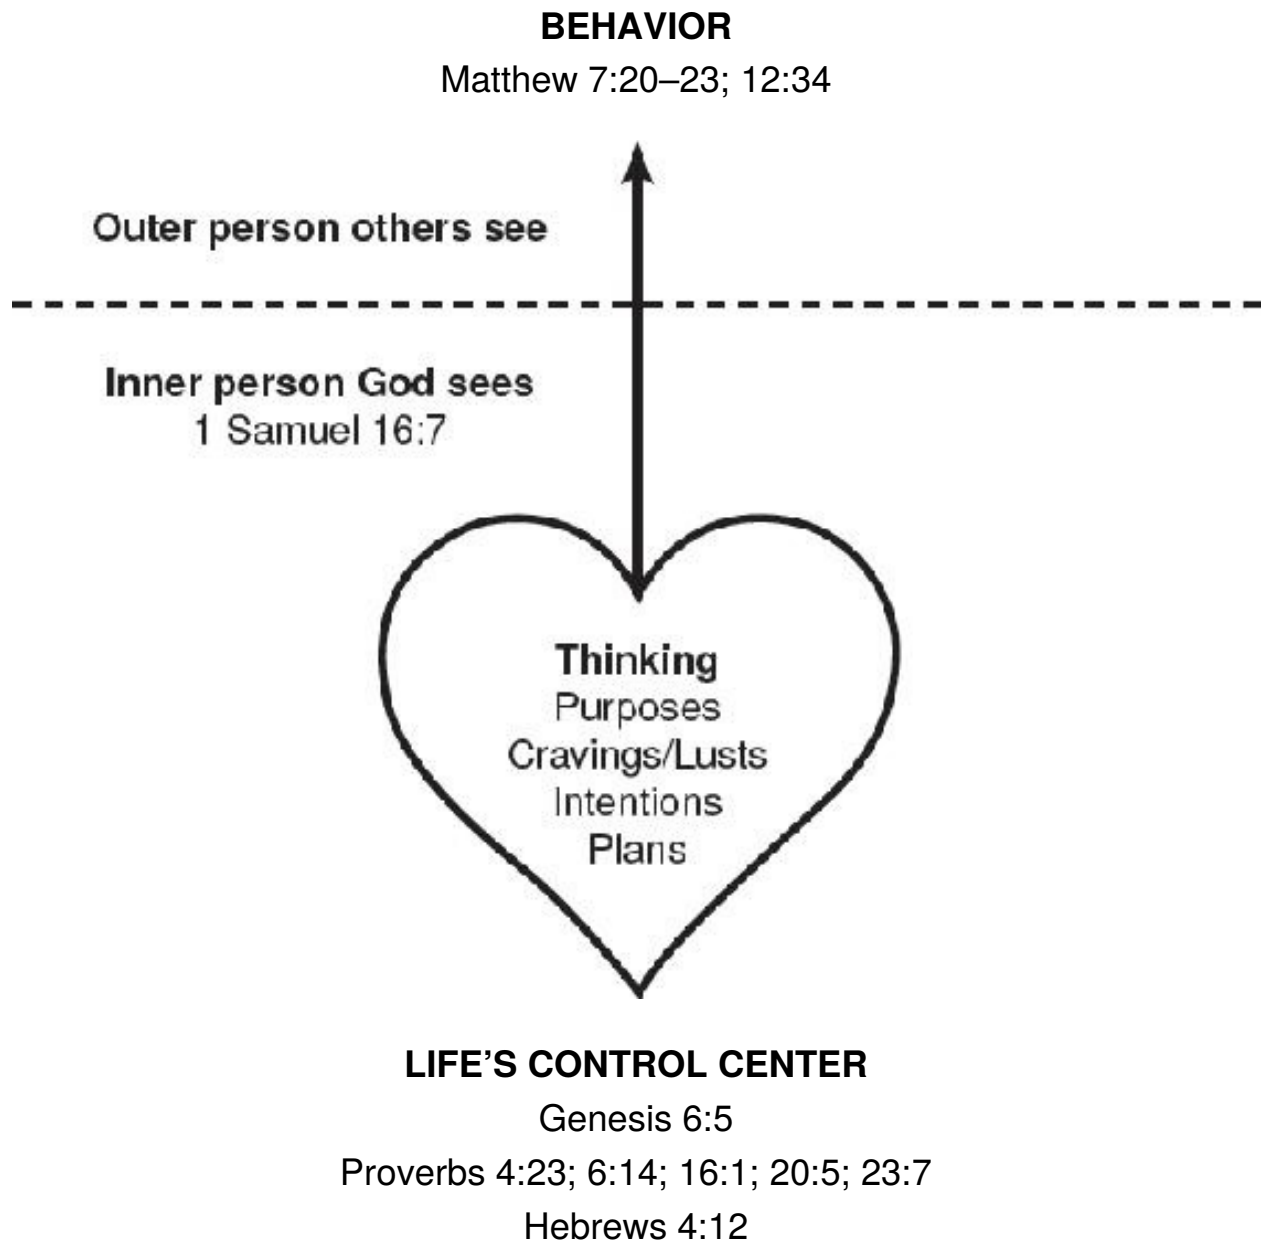 BEHAVIOR
Matthew 7:20–23; 12:34
Outer person others see
Inner person God sees
1 Samuel 16:7
Thinking
Purposes
Cravings/Lusts
Intentions
Plans
LIFE’S CONTROL CENTER
Genesis 6:5
Proverbs 4:23; 6:14; 16:1; 20:5; 23:7
Hebrews 4:12